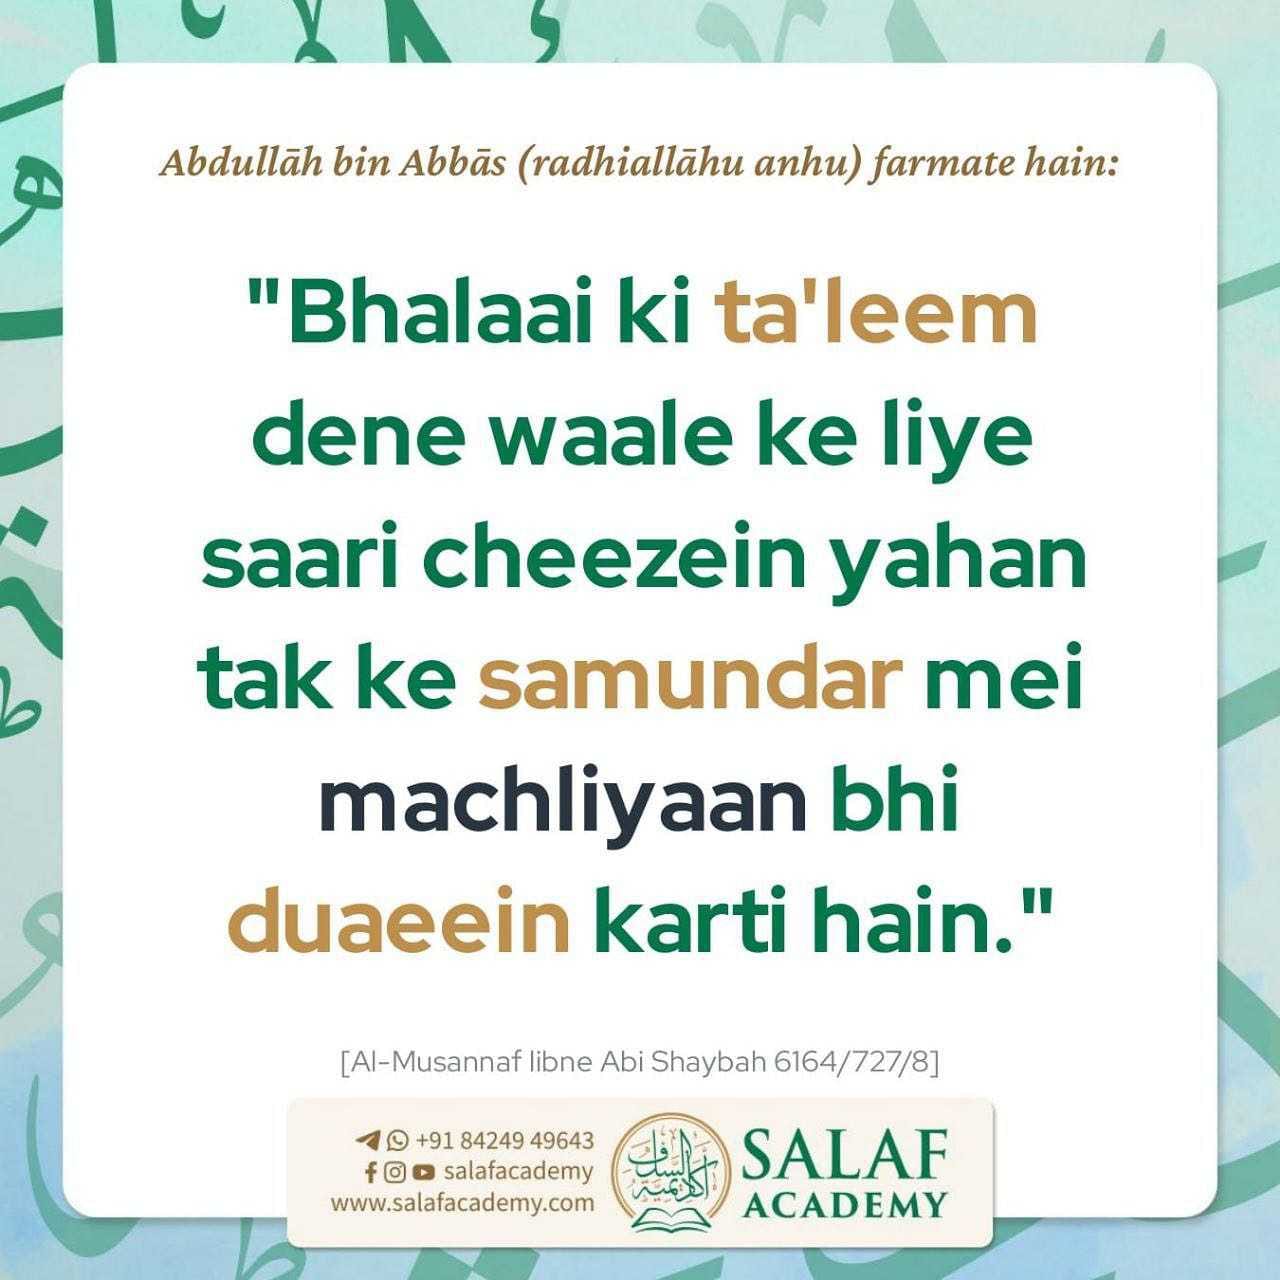 Abdullāh bin Abbās (radhiallāhu anhu) farmate hain:
"Bhalaai ki ta'leem
dene waale ke liye
saari cheezein yahan
tak ke samundar mei
machliyaan bhi
duaeein karti hain."
[Al-Musannaf libne Abi Shaybah 6164/727/8]
+91 84249 49643
salafacademy
www.salafacademy.com
أكاديمية السلف
SALAF
ACADEMY